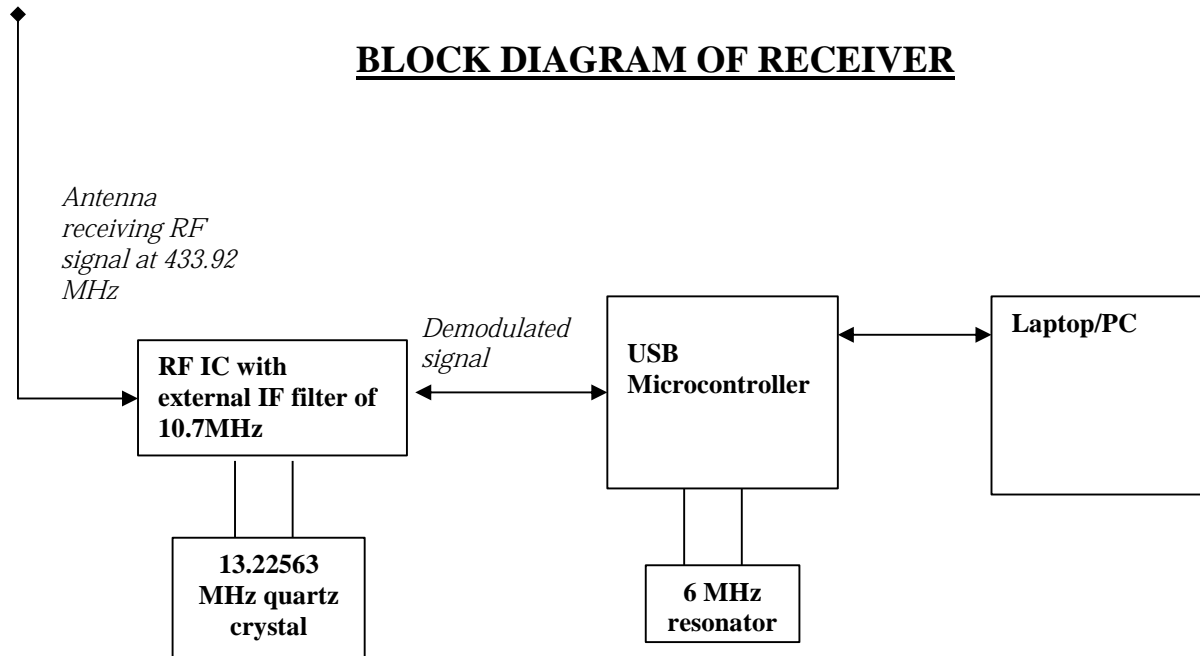 BLOCK DIAGRAM OF RECEIVER
Antenna
receiving RF
signal at 433.92
MHz
RF IC with
external IF filter of
10.7MHz
Demodulated
signal
USB
Microcontroller
Laptop/PC
13.22563
MHz quartz
crystal
6 MHz
resonator